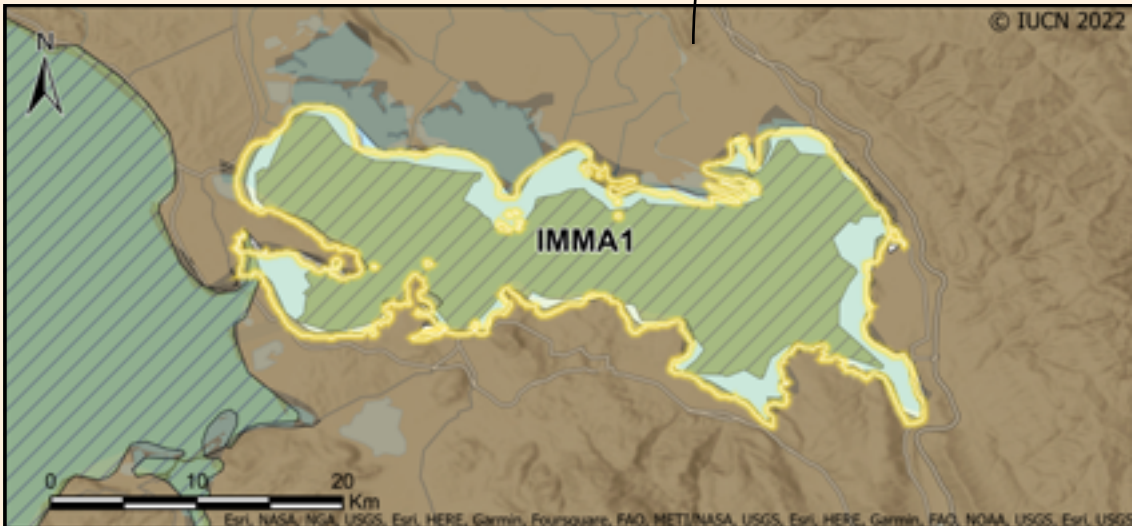 © IUCN 2022
N
IMMA1
0 10 20
Km
Esri, NASA, NGA, USGS, Esri, HERE, Garmin, Foursquare, FAO, METI/NASA, USGS, Esri, HERE, Garmin, FAO, NOAA, USGS, Esri, USGS